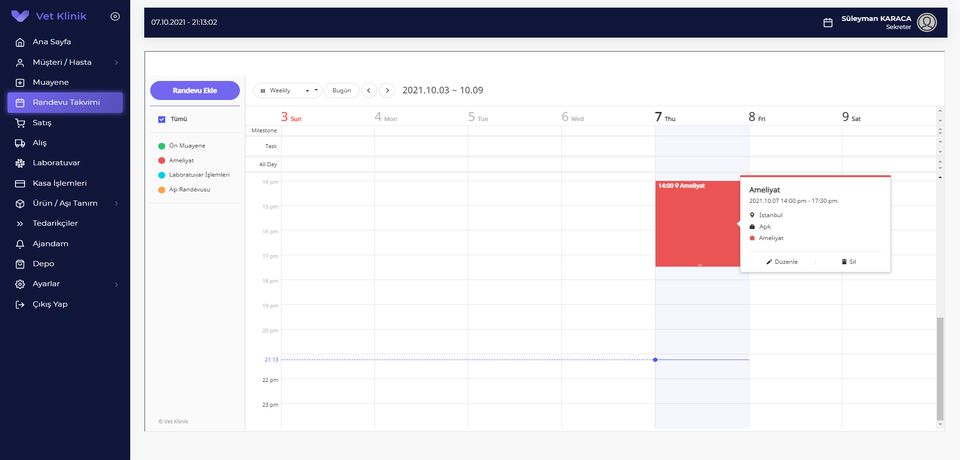 Vet Klinik
Ana Sayfa
Müşteri / Hasta
Muayene
Randevu Takvimi
Satış
Alış
Laboratuvar
Kasa İşlemleri
Ürün / Aşı Tanım
Tedarikçiler
Ajandam
Depo
Ayarlar
Çıkış Yap
07.10.2021 - 21:13:02
Süleyman KARACA
Sekreter
Randevu Ekle
Tümü
Ön Muayene
Ameliyat
Laboratuvar İşlemleri
Aşı Randevusu
© Vet Klinik
Weekly
Bugün
2021.10.03 ~ 10.09
3 Sun
4 Mon
5 Tue
6 Wed
7 Thu
8 Fri
9 Sat
Milestone
Task
All Day
14 pm
15 pm
16 pm
17 pm
18 pm
19 pm
20 pm
21:13
22 pm
23 pm
14:00 9 Ameliyat
Ameliyat
2021.10.07 14:00 pm - 17:30 pm
İstanbul
Açık
Ameliyat
Düzenle
Sil